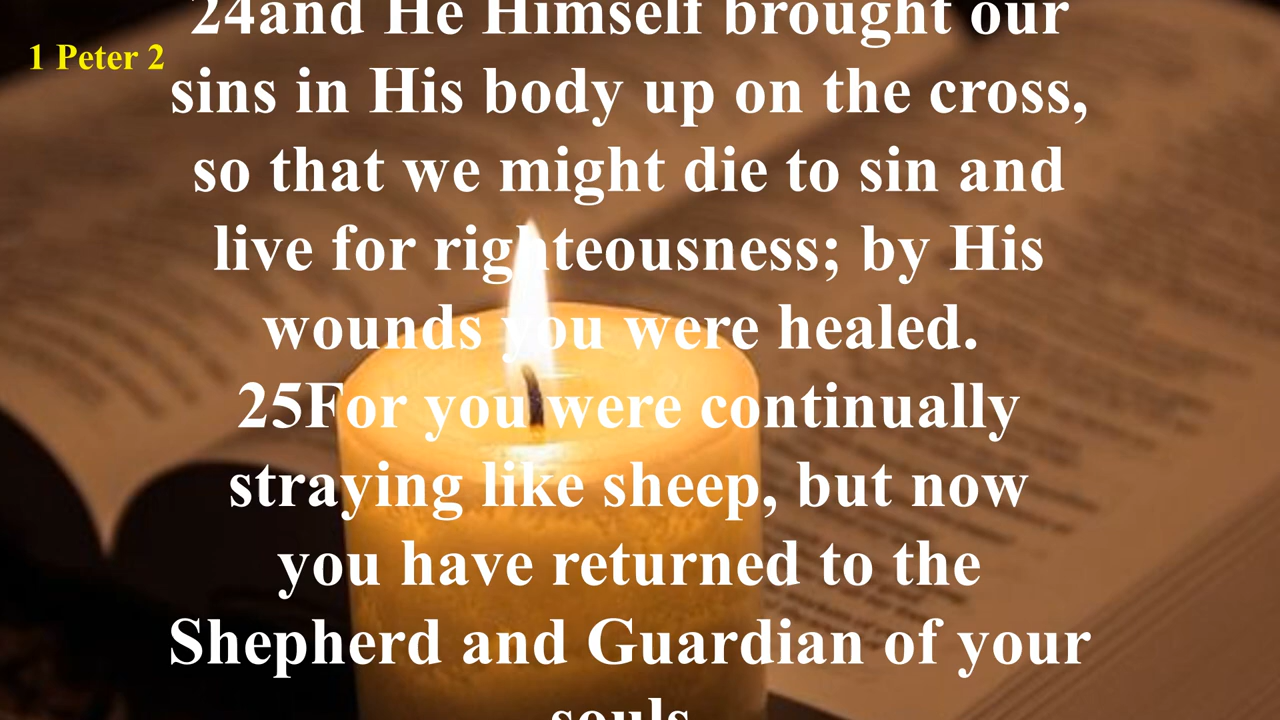 24and He Himself brought our
1 Peter 2
sins in His body up on the cross,
so that we might die to sin and
live for righteousness; by His
wounds you were healed.
25For you were continually
straying like sheep, but now
you have returned to the
Shepherd and Guardian of your
souls